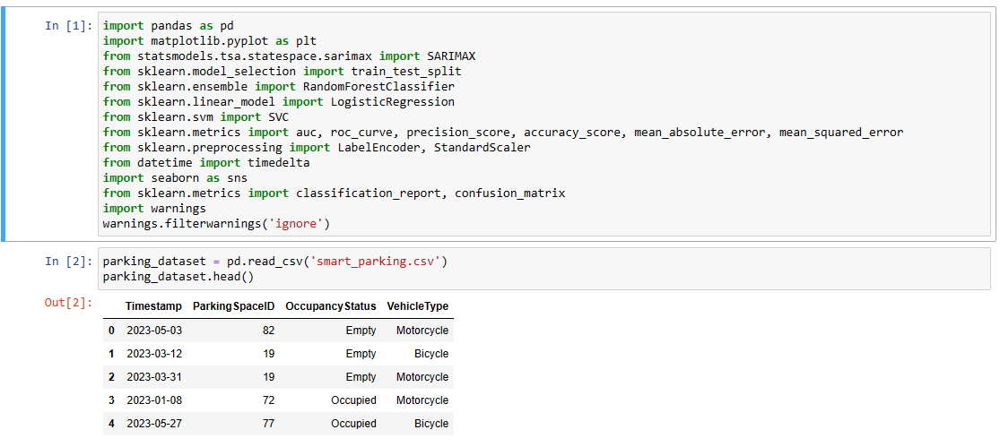 In [1]: import pandas as pd
import matplotlib.pyplot as plt
from statsmodels.tsa.statespace.sarimax import SARIMAX
from sklearn.model_selection import train_test_split
from sklearn.ensemble import RandomForestClassifier
from sklearn.linear_model import LogisticRegression
from sklearn.svm import SVC
from sklearn.metrics import auc, roc_curve, precision_score, accuracy_score, mean_absolute_error, mean_squared_error
from sklearn.preprocessing import LabelEncoder, StandardScaler
from datetime import timedelta
import seaborn as sns
from sklearn.metrics import classification_report, confusion_matrix
import warnings
warnings.filterwarnings('ignore')
In [2]: parking_dataset = pd.read_csv('smart_parking.csv')
parking_dataset.head()
Out[2]:
Timestamp ParkingSpaceID OccupancyStatus VehicleType
0 2023-05-03 82 Empty Motorcycle
1 2023-03-12 19 Empty Bicycle
2 2023-03-31 19 Empty Motorcycle
3 2023-01-08 72 Occupied Motorcycle
4 2023-05-27 77 Occupied Bicycle